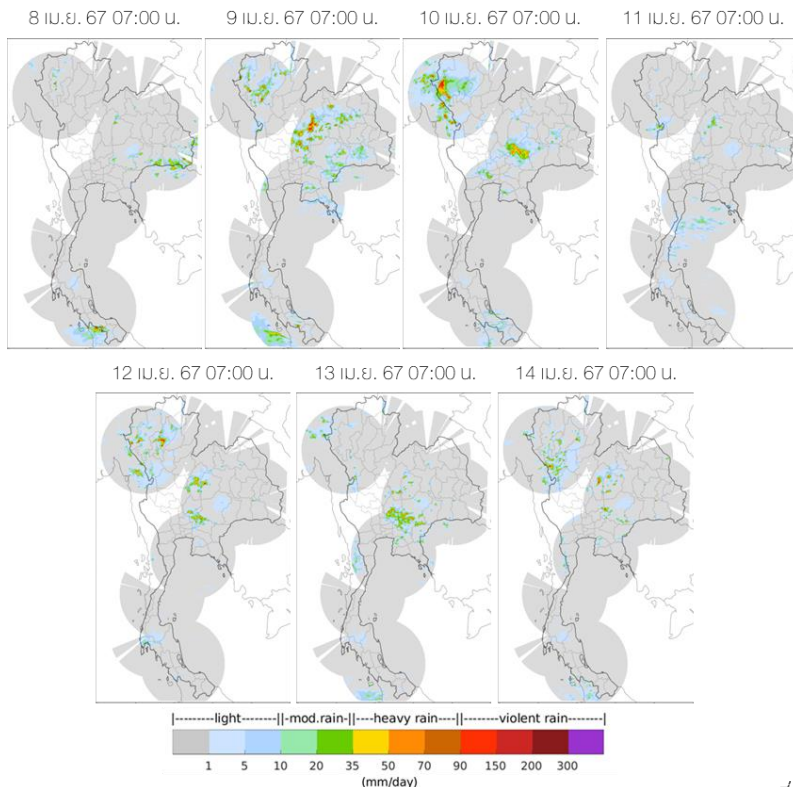 8 เม.ย. 67 07:00 น.
9 เม.ย. 67 07:00 น.
10 เม.ย. 67 07:00 น.
11 เม.ย. 67 07:00 น.
12 เม.ย. 67 07:00 น.
13 เม.ย. 67 07:00 น.
14 เม.ย. 67 07:00 น.
|---------light--------||-mod.rain-||----heavy rain----||-------violent rain-------|
1 5 10 20 35 50 70 90 150 200 300
(mm/day)